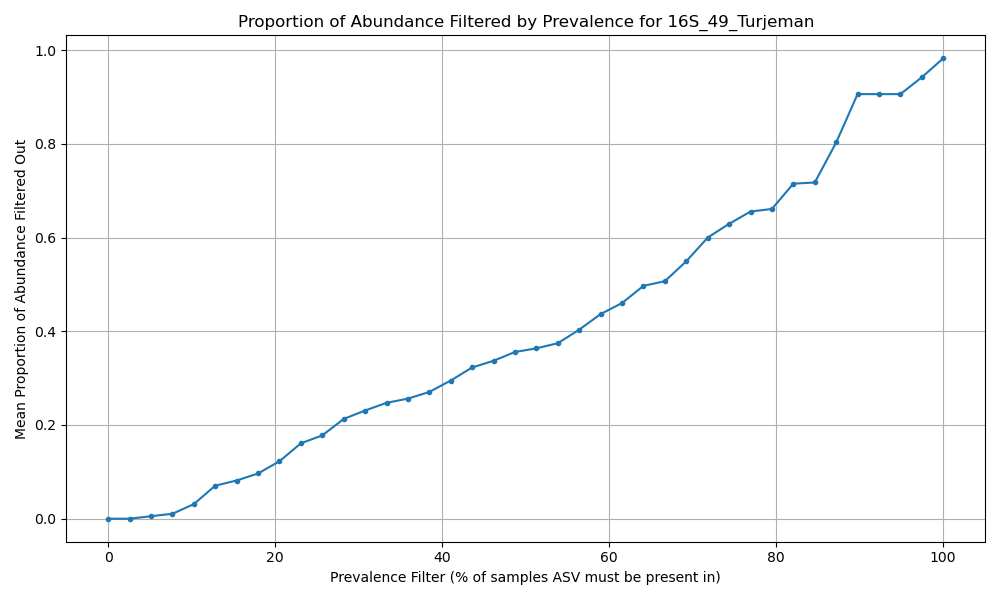 Proportion of Abundance Filtered by Prevalence for 16S_49_Turjeman
Mean Proportion of Abundance Filtered Out
1.0
0.8
0.6
0.4
0.2
0.0
0 20 40 60 80 100
Prevalence Filter (% of samples ASV must be present in)